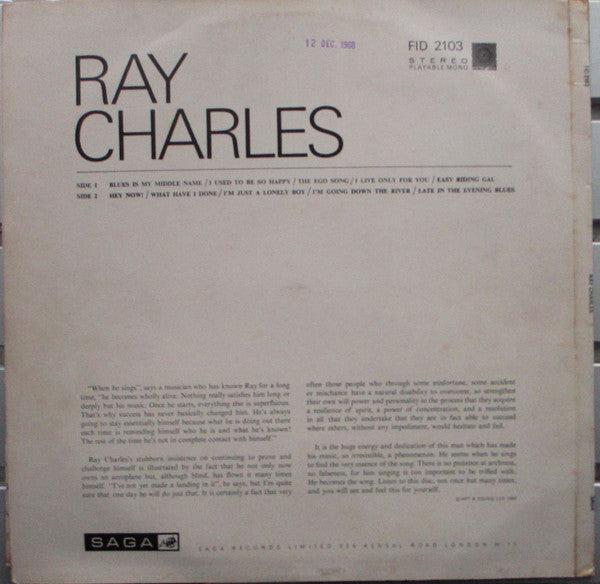 12 DEC. 1968
FID 2103
STEREO
PLAYABLE MONO
RAY
CHARLES
SIDE 1 BLUES IS MY MIDDLE NAME / I USED TO BE SO HAPPY / THE EGO SONG / I LIVE ONLY FOR YOU / EASY RIDING GAL
SIDE 2 HEY NOW! / WHAT HAVE I DONE / I'M JUST A LONELY BOY / I'M GOING DOWN THE RIVER / LATE IN THE EVENING BLUES
"When he sings", says a musician who has known Ray for a long
time, "he becomes wholly alive. Nothing really satisfies him long or
deeply but his music. Once he starts, everything else is superfluous.
That's why success has never basically changed him. He's always
going to stay essentially himself because what he is doing out there
each time is reminding himself who he is and what he's known!
The rest of the time he's not in complete contact with himself."
Ray Charles's stubborn insistence on continuing to prove and
challenge himself is illustrated by the fact that he not only now
owns an aeroplane but, although blind, has flown it many times
himself. "I've not yet made a landing in it", he says, but I'm quite
sure that one day he will do just that. It is certainly a fact that very
often those people who through some misfortune, some accident
or mischance have a natural disability to overcome, so strengthen
their own will power and personality in the process that they acquire
a resilience of spirit, a power of concentration, and a resolution
in all that they undertake that they are in fact able to succeed
where others, without any impediment, would hesitate and fail.
It is the huge energy and dedication of this man which has made
his music, so irresistible, a phenomenon. He seems when he sings
to find the very essence of the song. There is no pretence at archness,
no falseness, for him singing is too important to be trifled with.
He becomes the song. Listen to this disc, not once but many times,
and you will see and feel this for yourself.
SAGA
SAGA RECORDS LIMITED 326 KENSAL ROAD LONDON W 10
RAY CHARLES